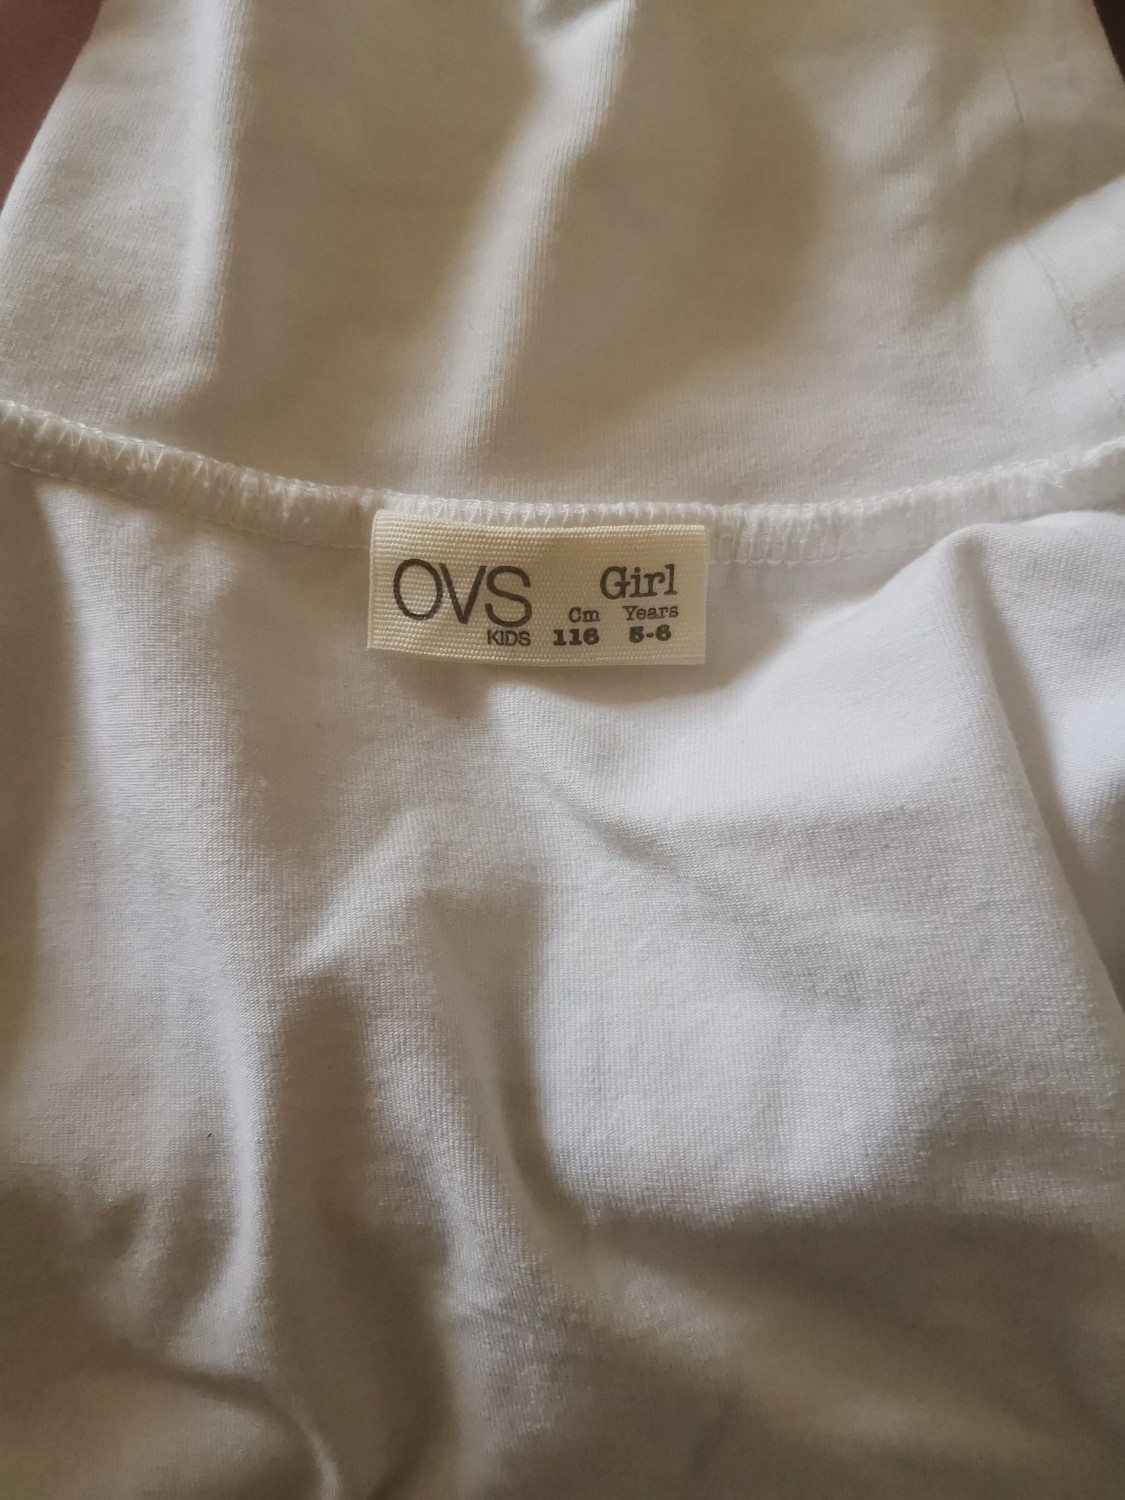 OVS Girl
KIDS Cm Years
116 5-6